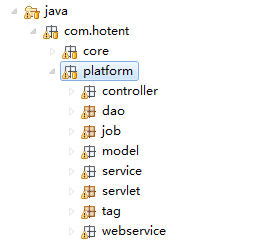 java
com.hotent
core
platform
controller
dao
job
model
service
servlet
tag
webservice